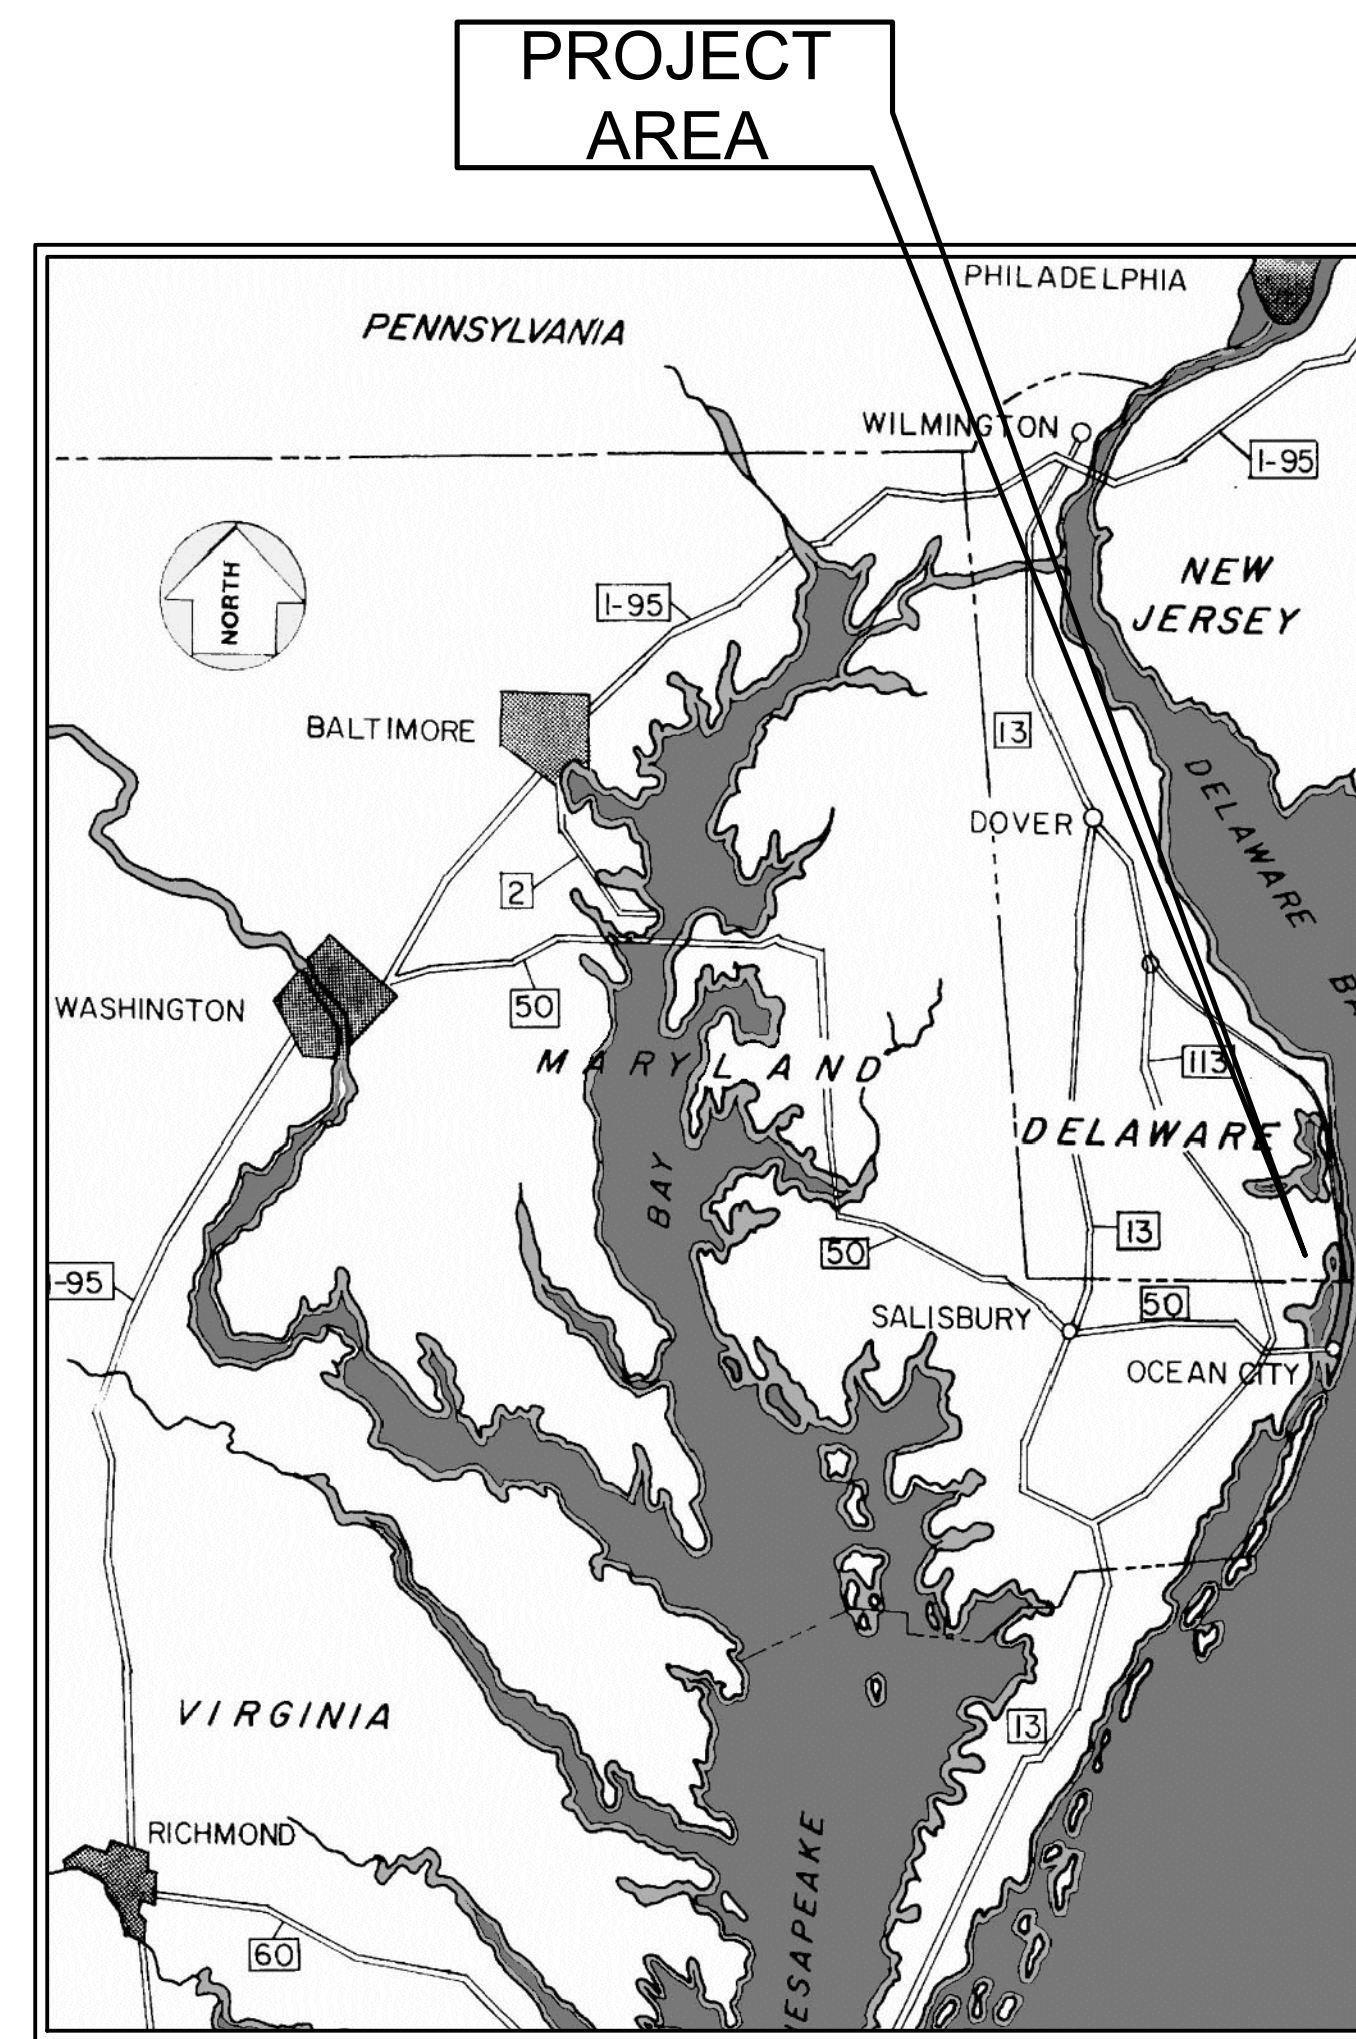 PROJECT
AREA
PHILADELPHIA
PENNSYLVANIA
WILMINGTON
I-95
NEW
JERSEY
NORTH
I-95
BALTIMORE
13
DELAWARE
DOVER
2
BA
WASHINGTON
50
MARYLAND
113
DELAWARE
BAY
13
50
-95
50
SALISBURY
OCEAN CITY
VIRGINIA
13
RICHMOND
ESAPEAKE
60